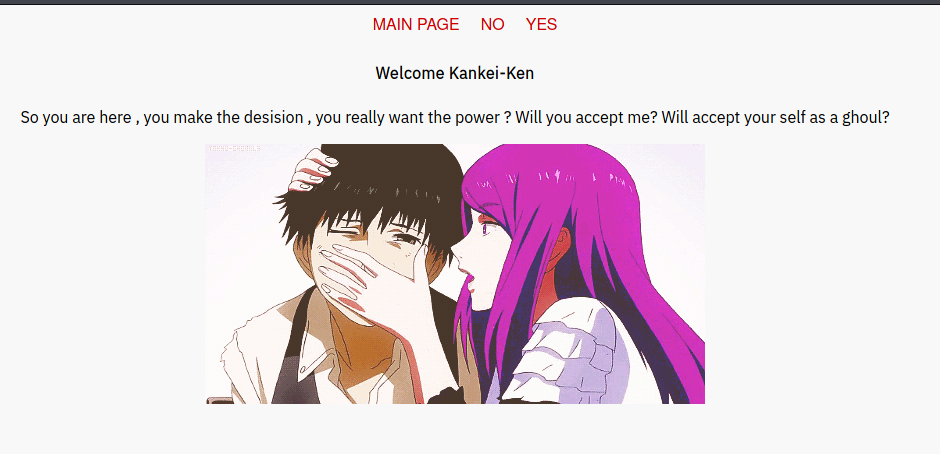 MAIN PAGE NO YES
Welcome Kankei-Ken
So you are here , you make the desision , you really want the power ? Will you accept me? Will accept your self as a ghoul?